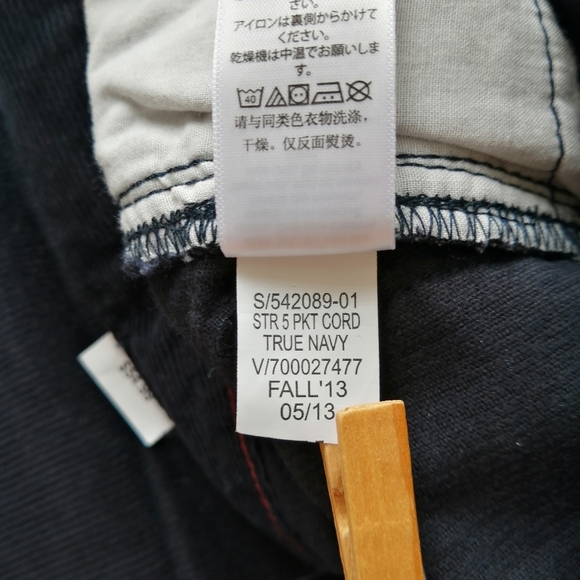 アイロンは裏側からかけて
ください。
乾燥機は中温でお願いしま
す。
40
请与同类色衣物洗涤，
干燥。仅反面熨烫。
S/542089-01
STR 5 PKT CORD
TRUE NAVY
V/700027477
FALL'13
05/13